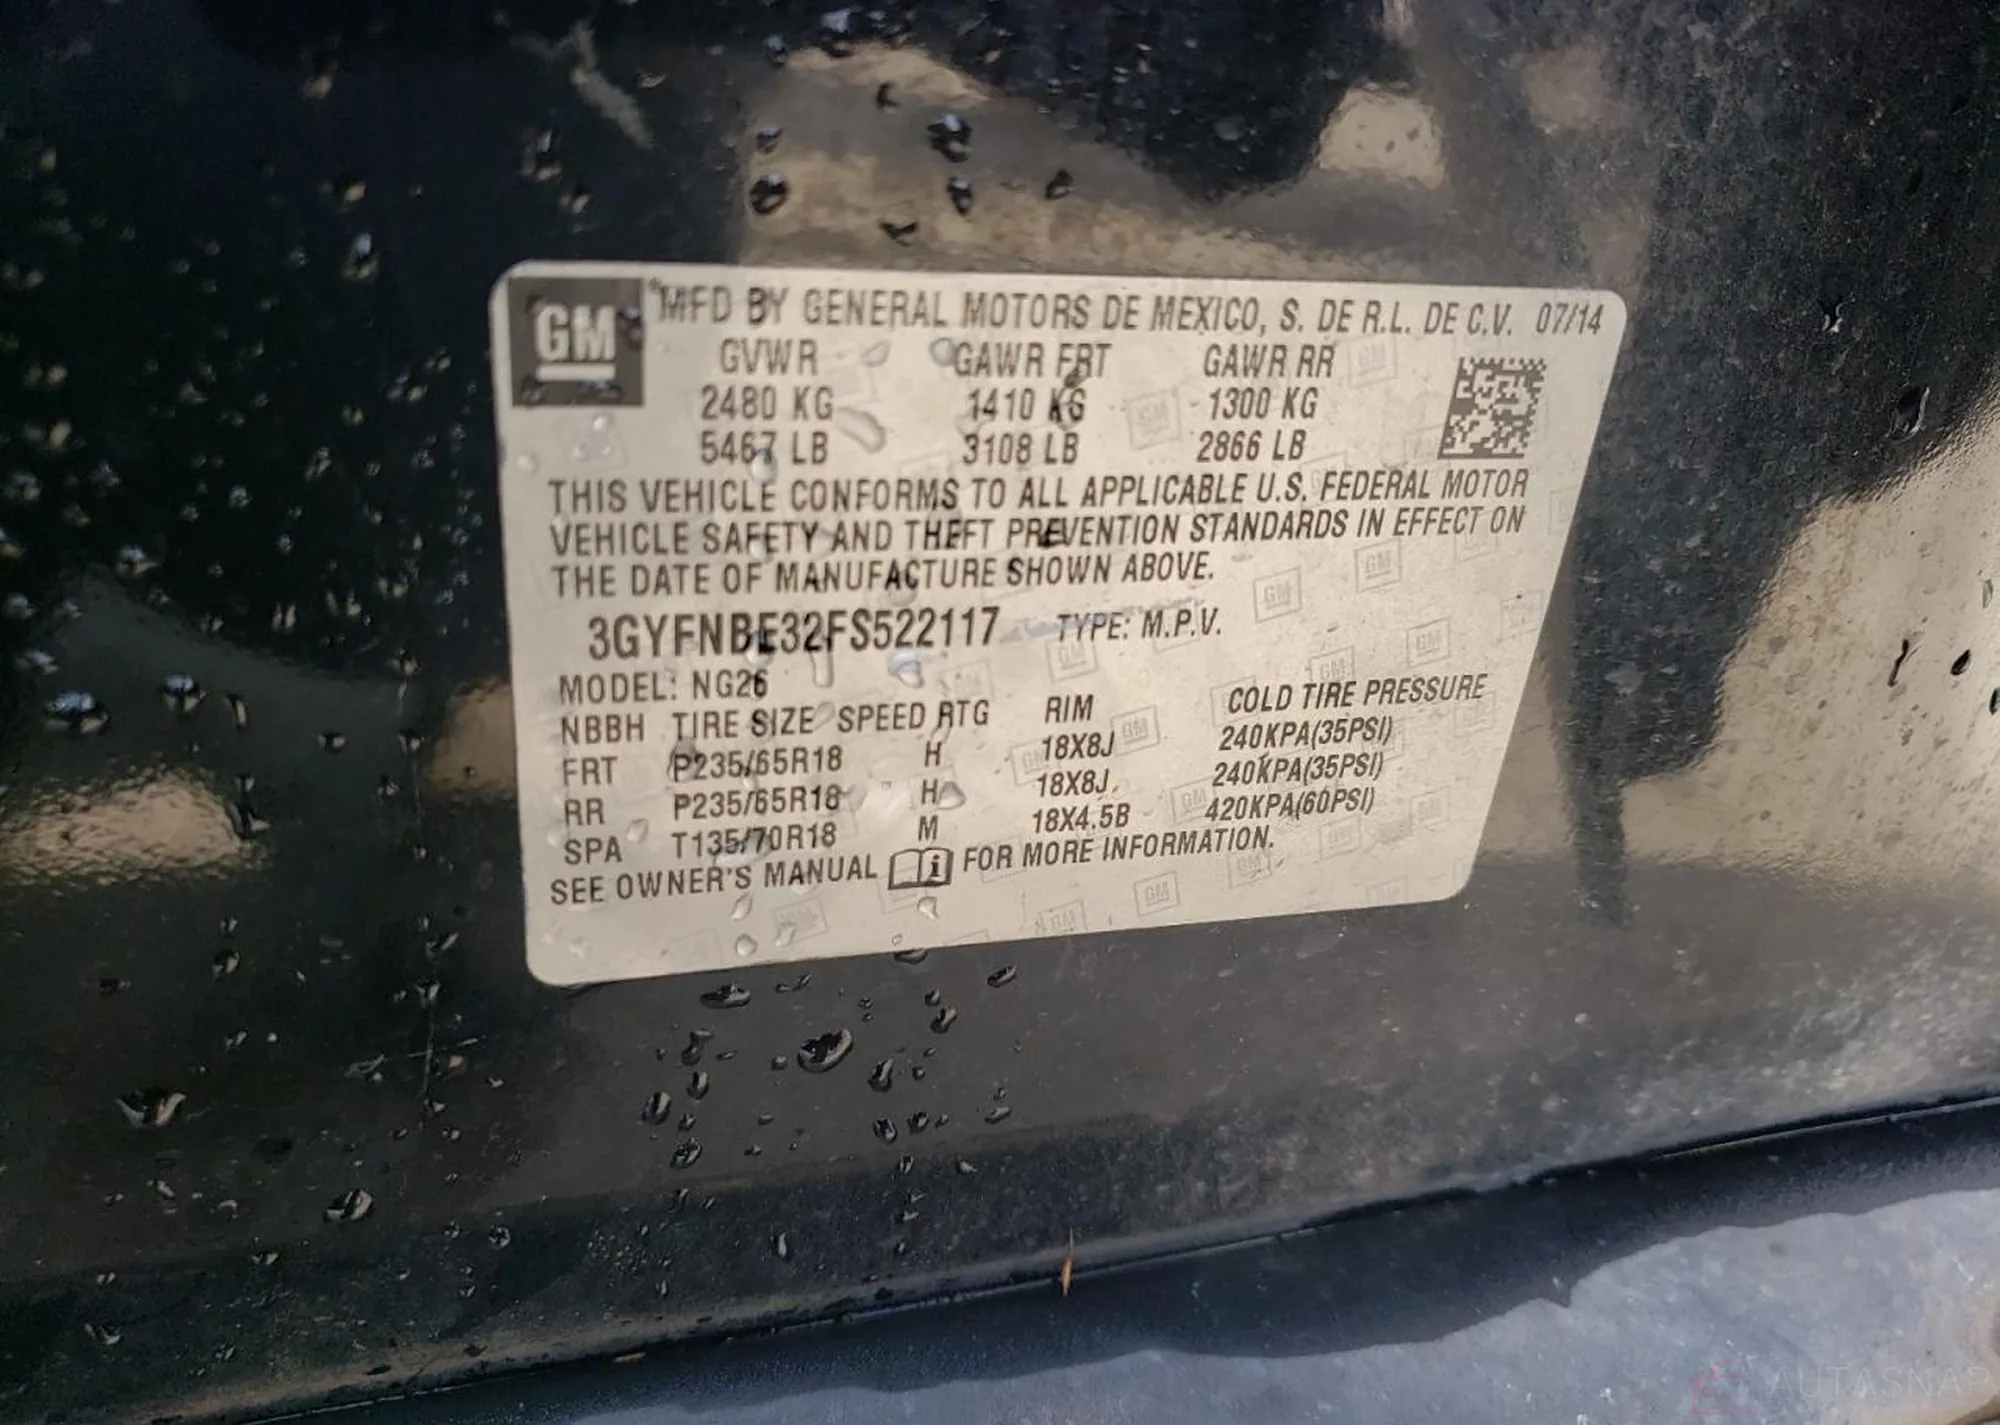 GM
MFD BY GENERAL MOTORS DE MEXICO, S. DE R.L. DE C.V. 07/14
GVWR GAWR FRT GAWR RR
2480 KG 1410 KG 1300 KG
5467 LB 3108 LB 2866 LB
THIS VEHICLE CONFORMS TO ALL APPLICABLE U.S. FEDERAL MOTOR
VEHICLE SAFETY AND THEFT PREVENTION STANDARDS IN EFFECT ON
THE DATE OF MANUFACTURE SHOWN ABOVE.
3GYFNBE32FS522117 TYPE: M.P.V.
MODEL: NG26
NBBH TIRE SIZE SPEED RTG RIM COLD TIRE PRESSURE
FRT P235/65R18 H 18X8J 240KPA(35PSI)
RR P235/65R18 H 18X8J 240KPA(35PSI)
SPA T135/70R18 M 18X4.5B 420KPA(60PSI)
SEE OWNER'S MANUAL FOR MORE INFORMATION.
AUTASNAP